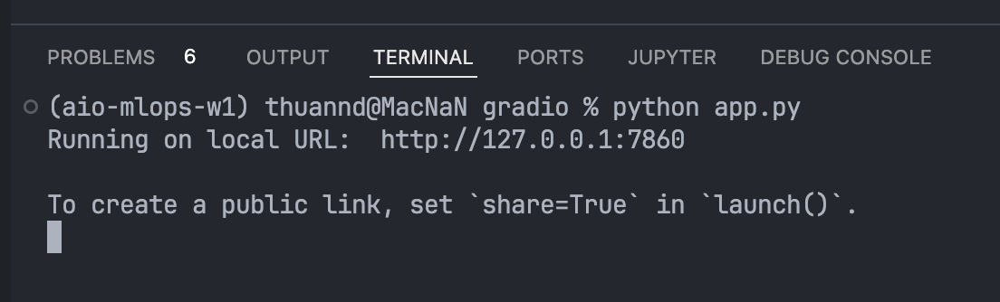 PROBLEMS 6 OUTPUT TERMINAL PORTS JUPYTER DEBUG CONSOLE
(aio-mlops-w1) thuannd@MacNaN gradio % python app.py
Running on local URL:  http://127.0.0.1:7860
To create a public link, set `share=True` in `launch()`.